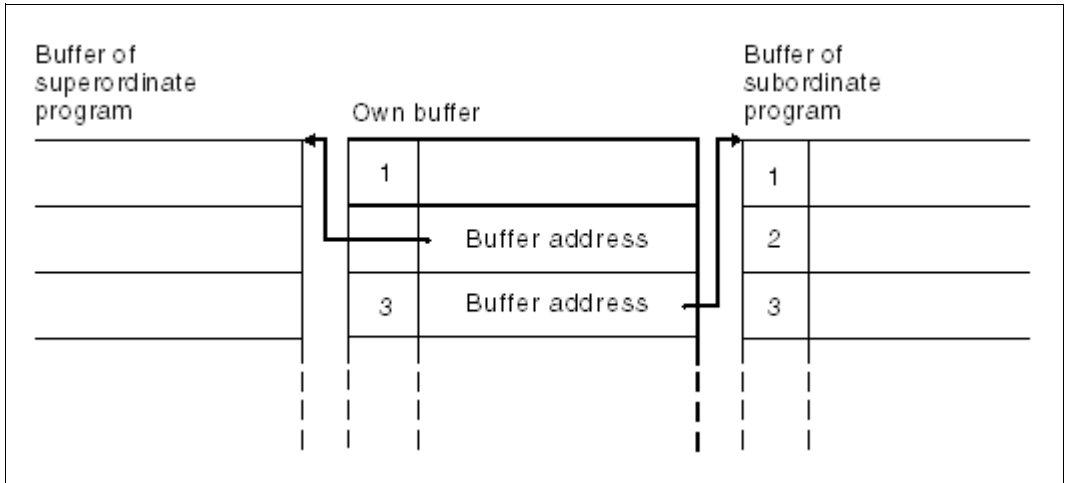 Buffer of
superordinate
program
Own buffer
Buffer of
subordinate
program
1
1
Buffer address
2
3
Buffer address
3